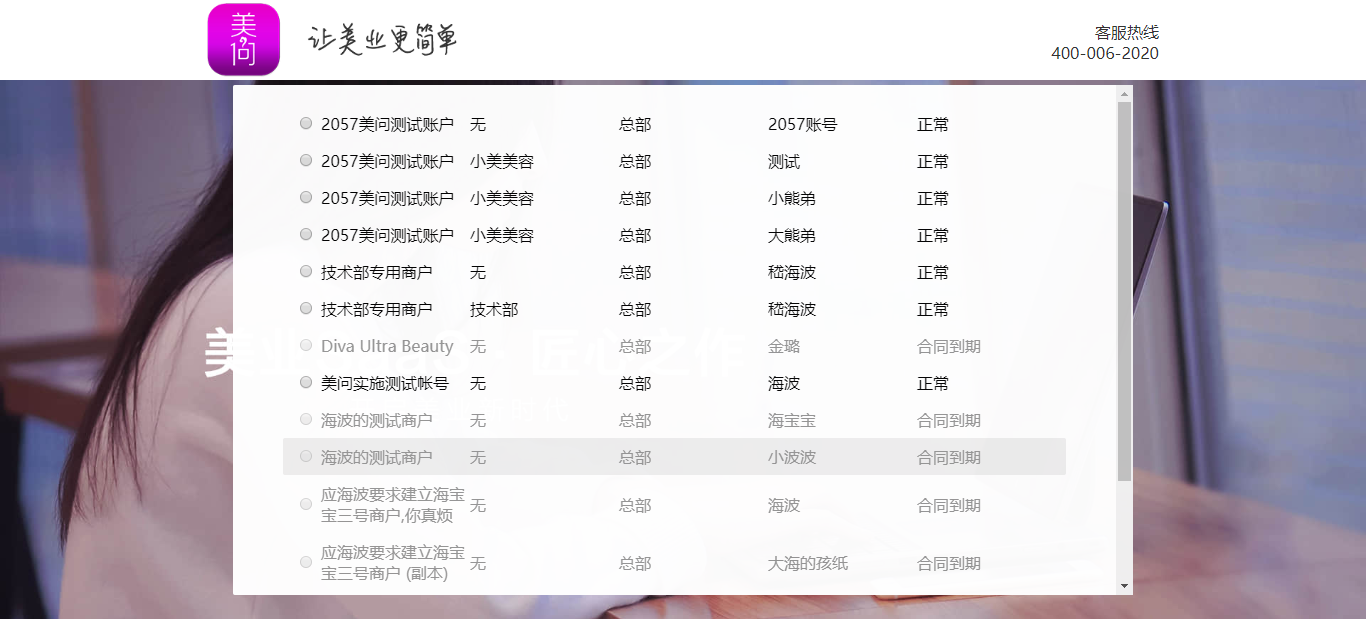 美问
让美业更简单
客服热线
400-006-2020
2057美问测试账户 无 总部 2057账号 正常
2057美问测试账户 小美美容 总部 测试 正常
2057美问测试账户 小美美容 总部 小熊弟 正常
2057美问测试账户 小美美容 总部 大熊弟 正常
技术部专用商户 无 总部 嵇海波 正常
技术部专用商户 技术部 总部 嵇海波 正常
Diva Ultra Beauty 无 总部 金璐 合同到期
美业 匠心之作
美问实施测试帐号 无 总部 海波 正常
海波的测试商户 无 总部 海宝宝 合同到期
海波的测试商户 无 总部 小波波 合同到期
应海波要求建立海宝
宝三号商户,你真烦 无 总部 海波 合同到期
应海波要求建立海宝
宝三号商户 (副本) 无 总部 大海的孩纸 合同到期